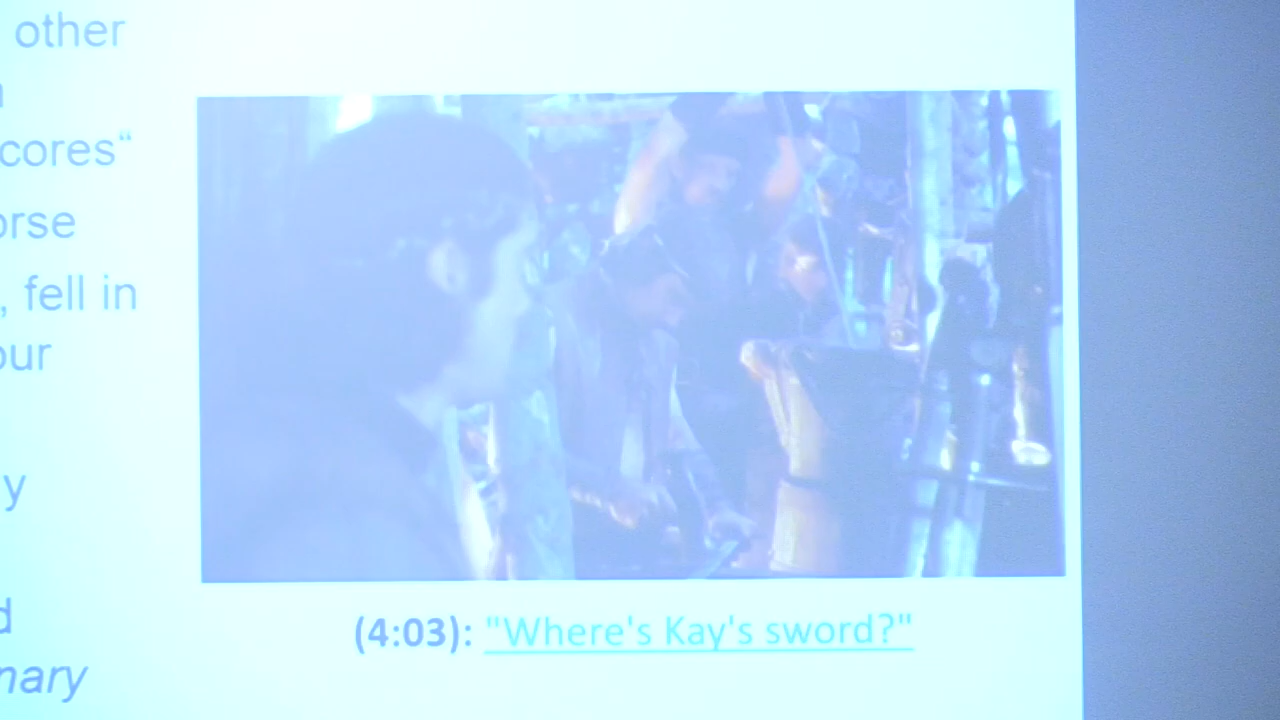 other
cores“
orse
, fell in
our
y
d
nary
(4:03): "Where's Kay's sword?"